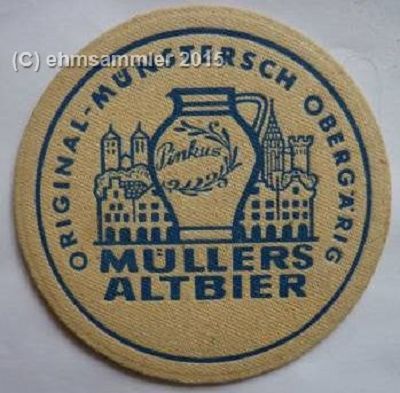 (C) ehmsammler 2015
ORIGINAL-MÜNSTERSCH OBERGÄRIG
Pinkus
MÜLLERS
ALTBIER